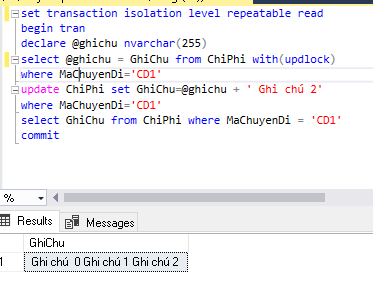 set transaction isolation level repeatable read
begin tran
declare @ghichu nvarchar(255)
select @ghichu = GhiChu from ChiPhi with(updlock)
where MaChuyenDi='CD1'
update ChiPhi set GhiChu=@ghichu + ' Ghi chú 2'
where MaChuyenDi='CD1'
select GhiChu from ChiPhi where MaChuyenDi = 'CD1'
commit
%
Results Messages
GhiChu
1 Ghi chú 0 Ghi chú 1 Ghi chú 2